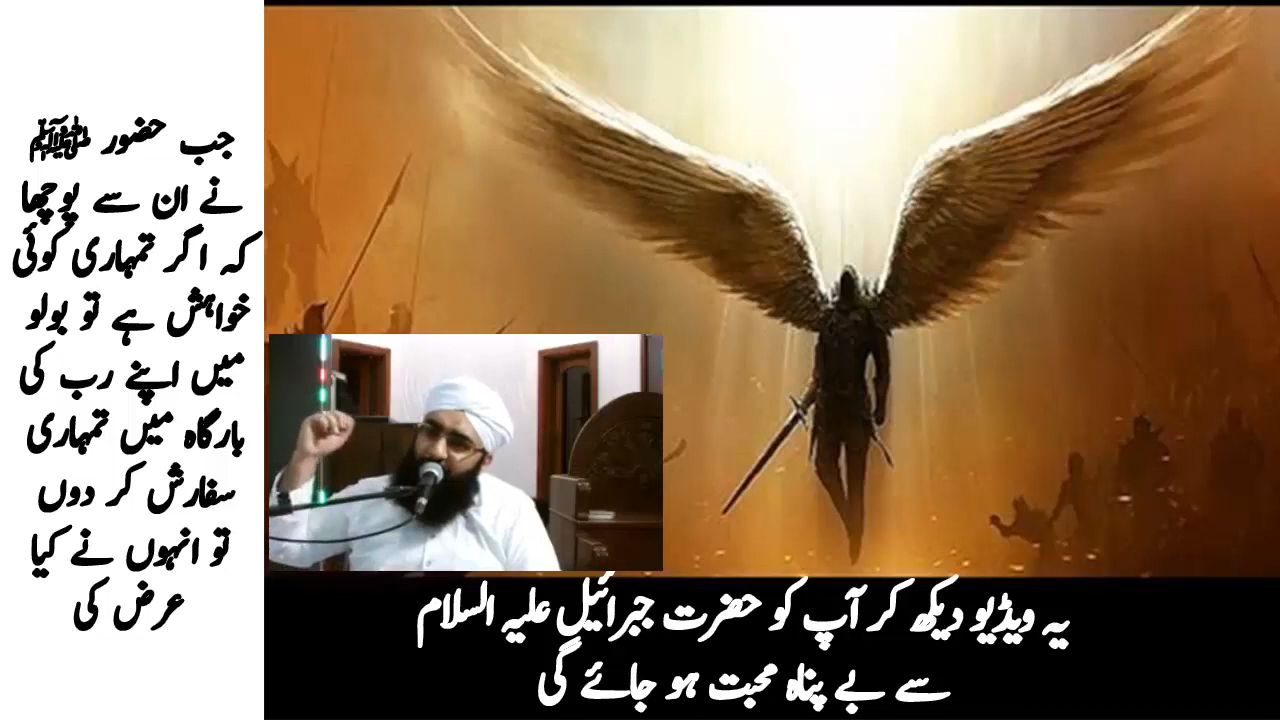 جب حضور ﷺ
نے ان سے پوچھا
کہ اگر تمہاری کوئی
خواہش ہے تو بولو
میں اپنے رب کی
بارگاہ میں تمہاری
سفارش کر دوں
تو انہوں نے کیا
عرض کی
یہ ویڈیو دیکھ کر آپ کو حضرت جبرائیل علیہ السلام
سے بے پناہ محبت ہو جائے گی